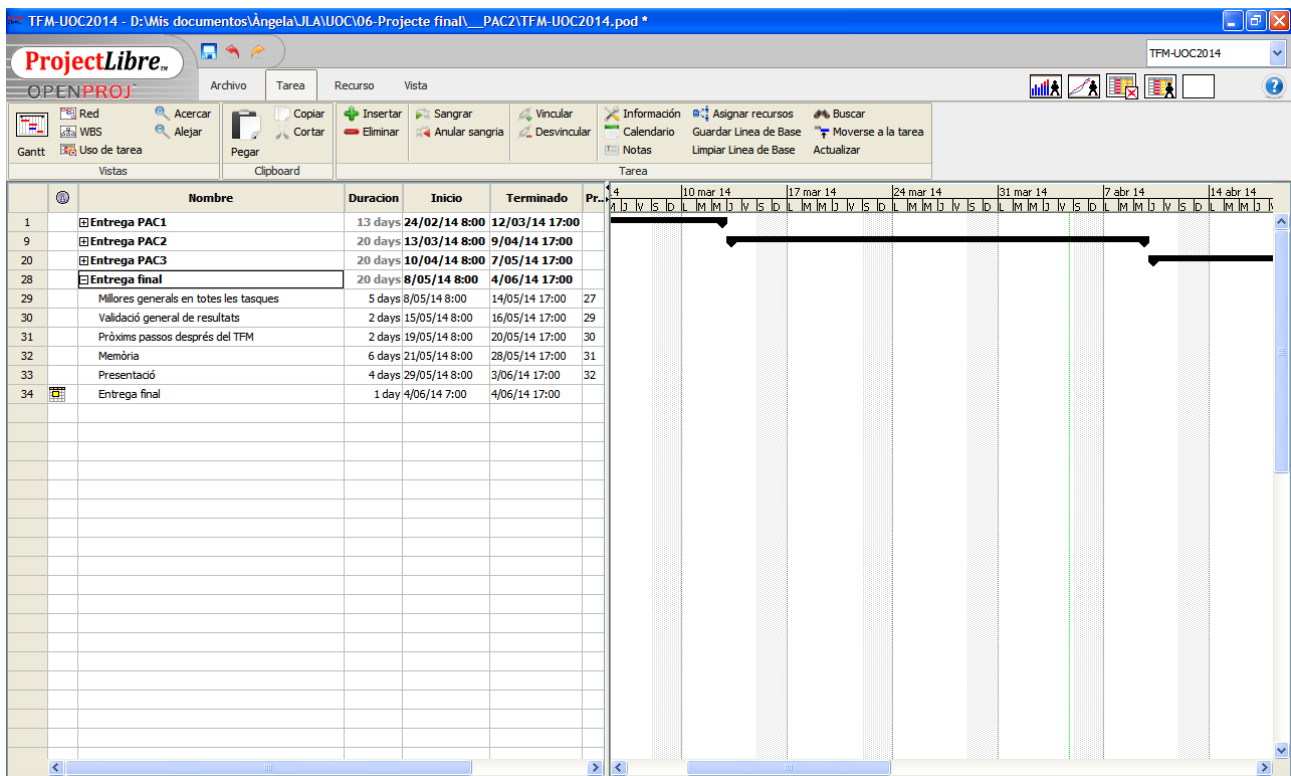 TFM-UOC2014 - D:\Mis documentos\Àngela\JLA\UOC\06-Projecte final\__PAC2\TFM-UOC2014.pod *
ProjectLibre™
OPENPROJ
TFM-UOC2014
Archivo Tarea Recurso Vista
Red Acercar Copiar Insertar Sangrar Vincular Información Asignar recursos Buscar
WBS Alejar Cortar Eliminar Anular sangria Desvincular Calendario Guardar Linea de Base Moverse a la tarea
Gantt Uso de tarea Pegar Notas Limpiar Linea de Base Actualizar
Vistas Clipboard Tarea
Nombre Duracion Inicio Terminado Pr...
.4 10 mar 14 17 mar 14 24 mar 14 31 mar 14 7 abr 14 14 abr 14
J V S D L M M J V S D L M M J V S D L M M J V S D L M M J V S D L M M J V S D L M M J
1 Entrega PAC1 13 days 24/02/14 8:00 12/03/14 17:00
9 Entrega PAC2 20 days 13/03/14 8:00 9/04/14 17:00
20 Entrega PAC3 20 days 10/04/14 8:00 7/05/14 17:00
28 Entrega final 20 days 8/05/14 8:00 4/06/14 17:00
29 Millores generals en totes les tasques 5 days 8/05/14 8:00 14/05/14 17:00 27
30 Validació general de resultats 2 days 15/05/14 8:00 16/05/14 17:00 29
31 Pròxims passos després del TFM 2 days 19/05/14 8:00 20/05/14 17:00 30
32 Memòria 6 days 21/05/14 8:00 28/05/14 17:00 31
33 Presentació 4 days 29/05/14 8:00 3/06/14 17:00 32
34 Entrega final 1 day 4/06/14 7:00 4/06/14 17:00